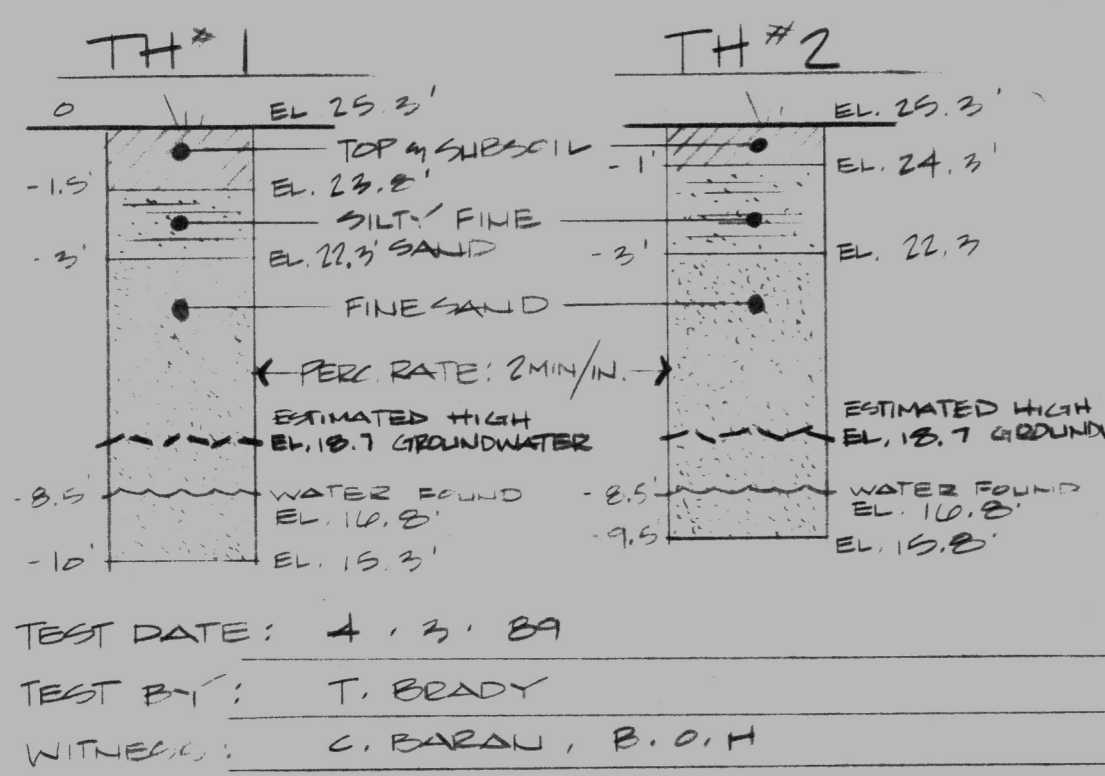 TH #1
TH #2
0
EL 25.3'
EL. 25.3'
TOP & SUBSOIL
-1.5'
EL. 23.8'
-1'
EL. 24.3'
SILTY FINE SAND
-3'
EL. 22.3'
-3'
EL. 22.3
FINE SAND
PERC. RATE: 2 MIN/IN.
ESTIMATED HIGH
EL. 18.7 GROUNDWATER
ESTIMATED HIGH
EL. 18.7 GROUNDW
-8.5'
WATER FOUND
EL. 16.8'
-8.5'
WATER FOUND
EL. 16.8'
-10'
EL. 15.3'
-9.5'
EL. 15.8'
TEST DATE: 4.3.89
TEST BY: T. BRADY
WITNESS: C. BARAN, B.O.H